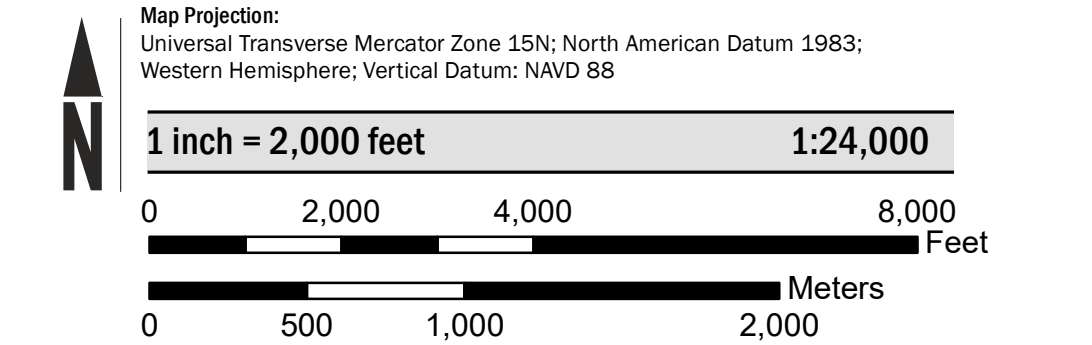 Map Projection:
Universal Transverse Mercator Zone 15N; North American Datum 1983;
Western Hemisphere; Vertical Datum: NAVD 88
N
1 inch = 2,000 feet 1:24,000
0 2,000 4,000 8,000
Feet
Meters
0 500 1,000 2,000